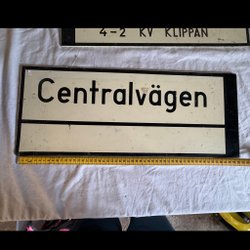 4-2 KV KLIPPAN
Centralvägen